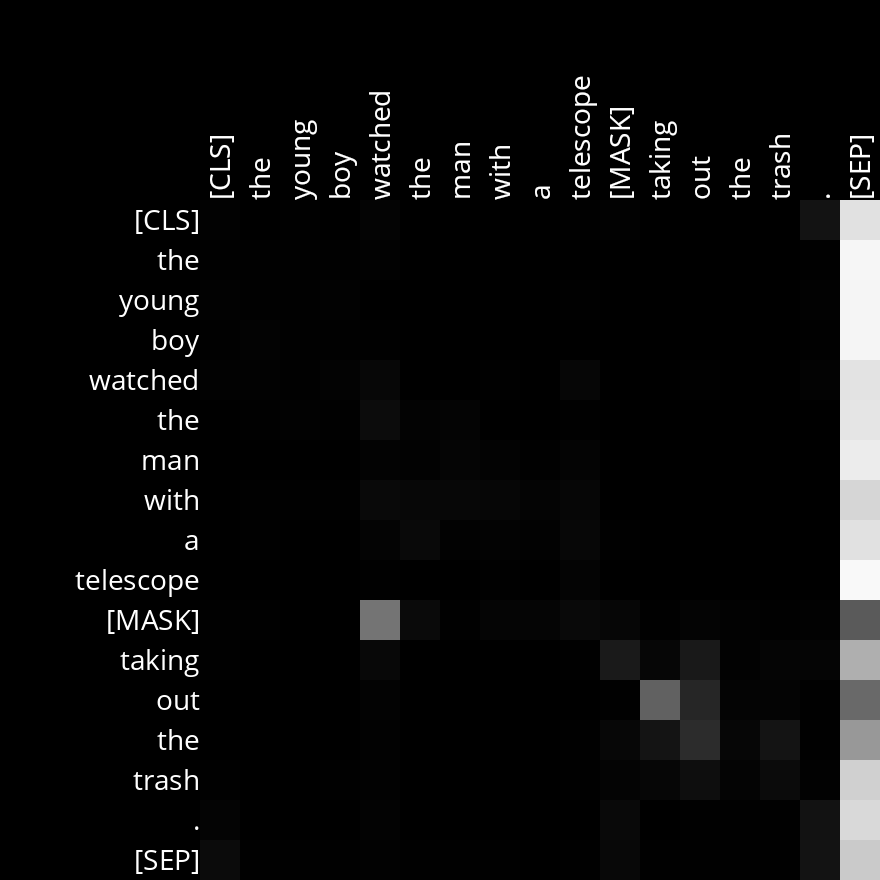 [CLS] the young boy watched the man with a telescope [MASK] taking out the trash . [SEP]
[CLS]
the
young
boy
watched
the
man
with
a
telescope
[MASK]
taking
out
the
trash
.
[SEP]